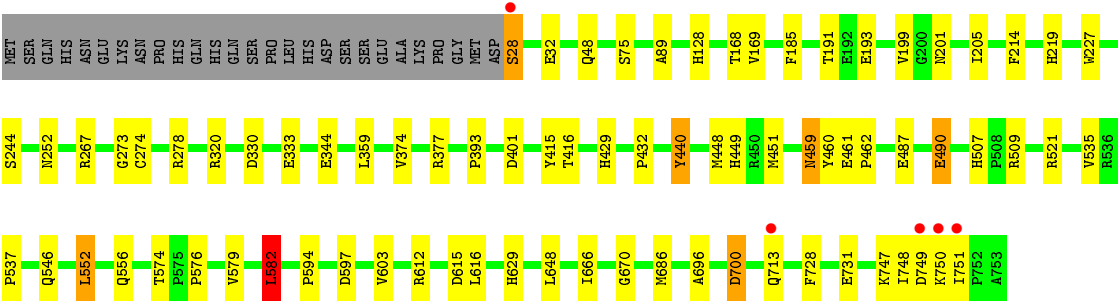 MET SER GLN HIS ASN GLU LYS ASN PRO HIS GLN HIS GLN SER PRO LEU HIS ASP SER SER GLU ALA LYS PRO GLY MET ASP S28 E32 Q48 S75 A89 H128 T168 V169 F185 T191 E192 E193 V199 G200 N201 I205 F214 H219 W227
S244 N252 R267 G273 C274 R278 R320 D330 E333 E344 L359 V374 R377 P393 D401 Y415 T416 H429 P432 Y440 M448 H449 R450 M451 N459 Y460 E461 P462 E487 E490 H507 P508 R509 R521 V535 R536
P537 Q546 L552 Q556 T574 P575 P576 V579 L582 P594 D597 V603 R612 D615 L616 H629 L648 I666 G670 M686 A696 D700 Q713 F728 E731 K747 I748 D749 K750 I751 P752 A753